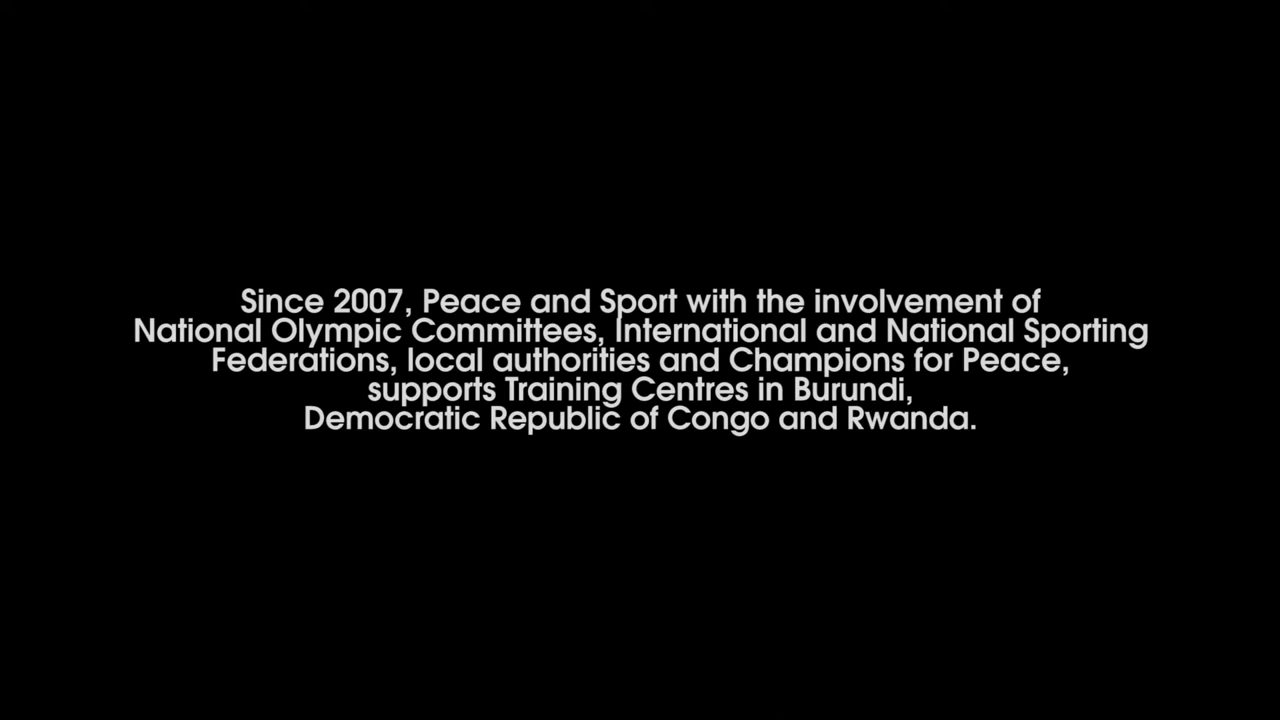 Since 2007, Peace and Sport with the involvement of
National Olympic Committees, International and National Sporting
Federations, local authorities and Champions for Peace,
supports Training Centres in Burundi,
Democratic Republic of Congo and Rwanda.